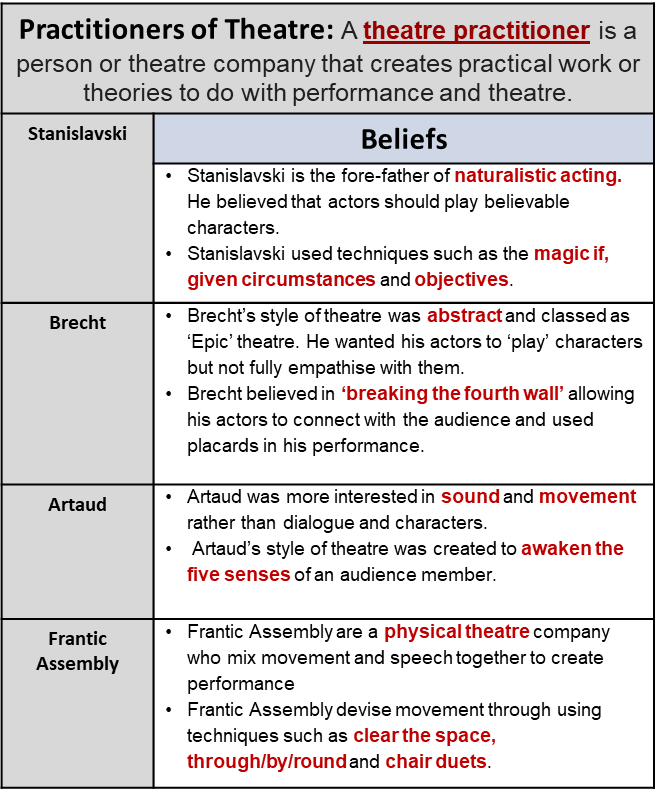 Practitioners of Theatre: A theatre practitioner is a
person or theatre company that creates practical work or
theories to do with performance and theatre.
Stanislavski
Beliefs
• Stanislavski is the fore-father of naturalistic acting.
He believed that actors should play believable
characters.
• Stanislavski used techniques such as the magic if,
given circumstances and objectives.
Brecht
• Brecht's style of theatre was abstract and classed as
'Epic' theatre. He wanted his actors to 'play' characters
but not fully empathise with them.
• Brecht believed in ‘breaking the fourth wall’ allowing
his actors to connect with the audience and used
placards in his performance.
Artaud
• Artaud was more interested in sound and movement
rather than dialogue and characters.
• Artaud’s style of theatre was created to awaken the
five senses of an audience member.
Frantic
Assembly
• Frantic Assembly are a physical theatre company
who mix movement and speech together to create
performance
• Frantic Assembly devise movement through using
techniques such as clear the space,
through/by/round and chair duets.